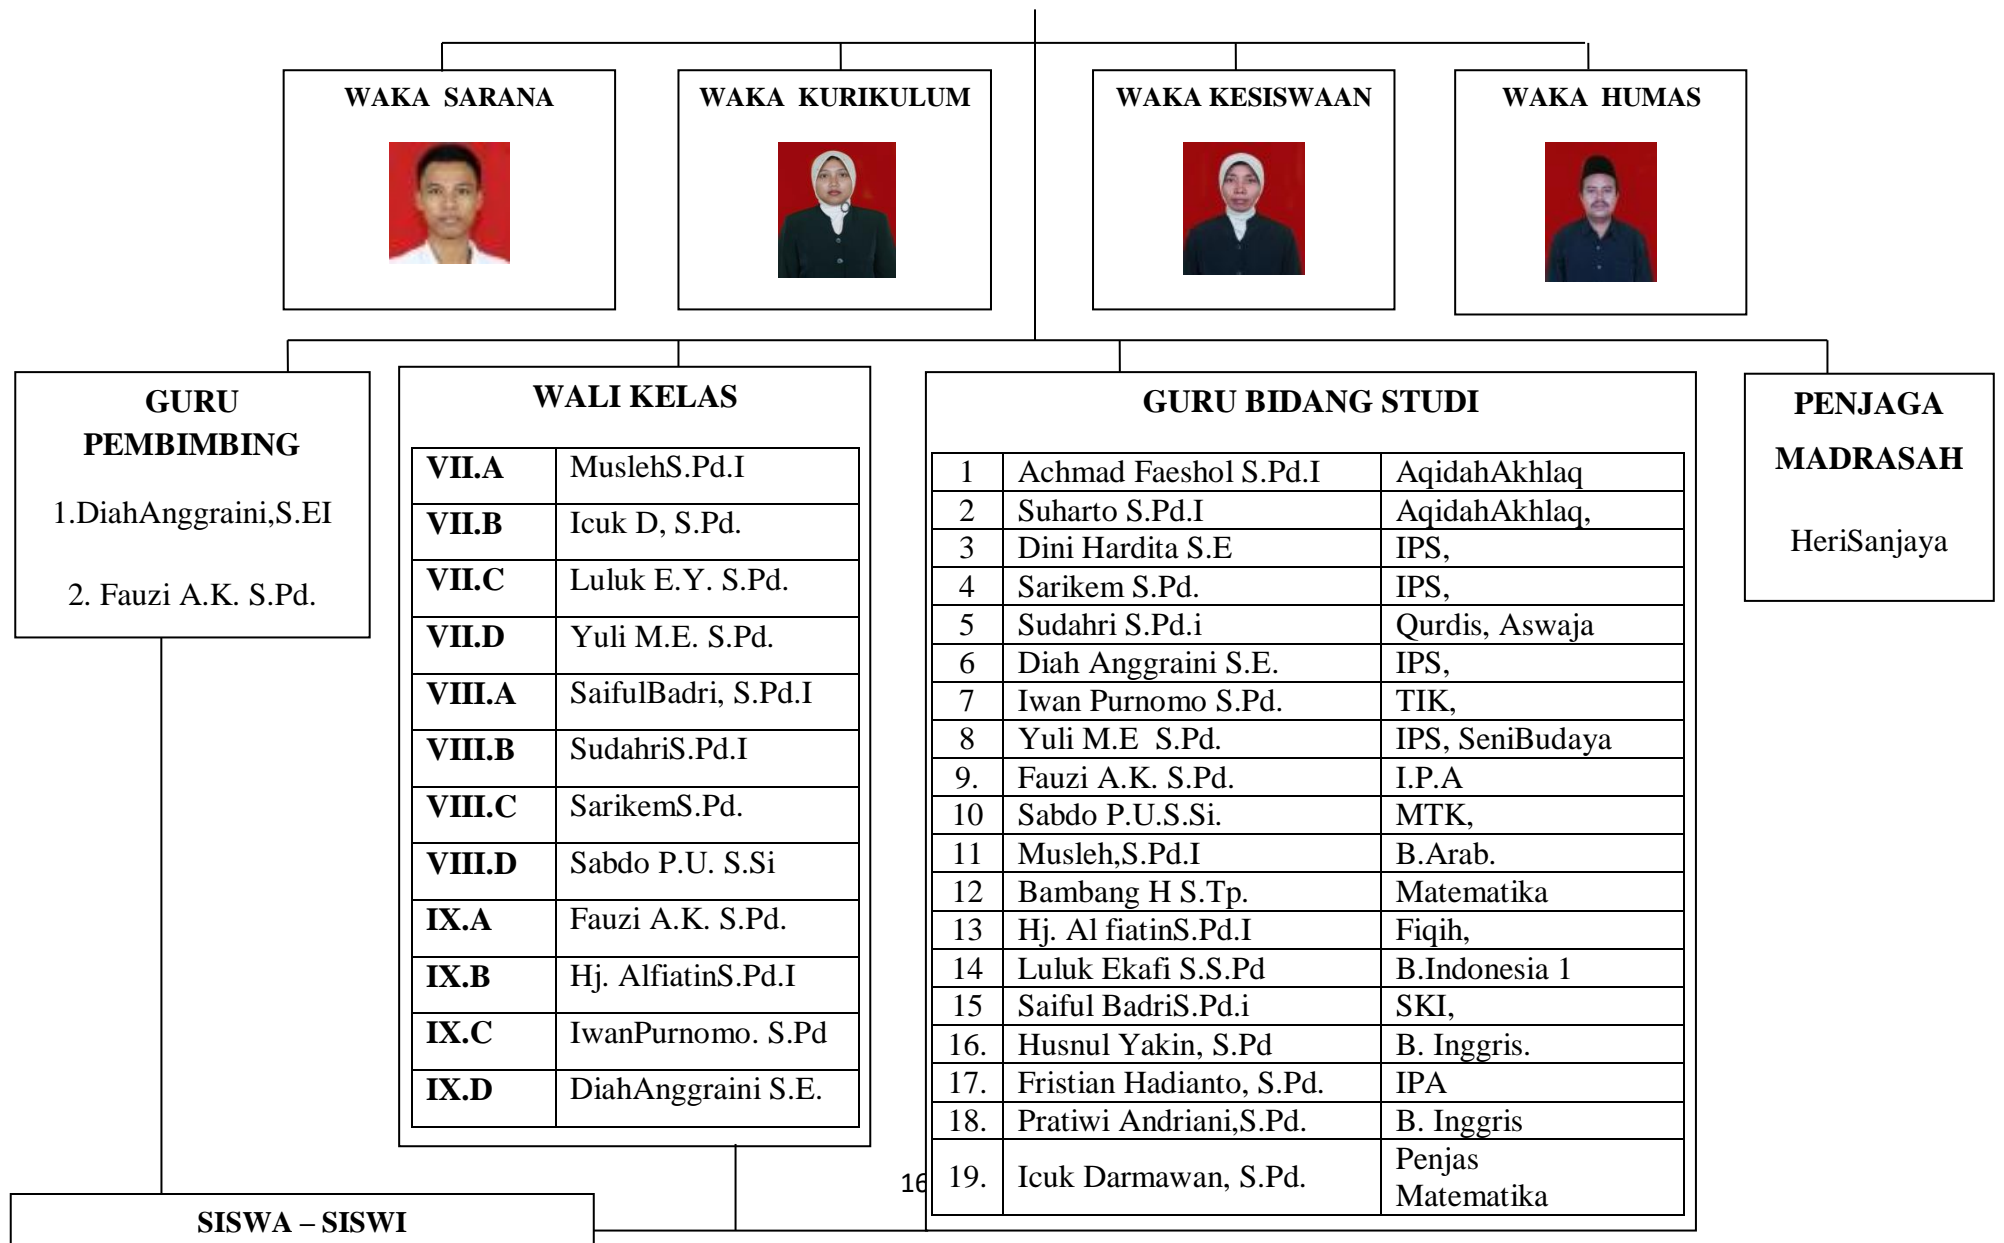 WAKA  SARANA
WAKA  KURIKULUM
WAKA KESISWAAN
WAKA  HUMAS
GURU
PEMBIMBING
1.DiahAnggraini,S.EI
2. Fauzi A.K. S.Pd.
WALI KELAS
VII.A MuslehS.Pd.I
VII.B Icuk D, S.Pd.
VII.C Luluk E.Y. S.Pd.
VII.D Yuli M.E. S.Pd.
VIII.A SaifulBadri, S.Pd.I
VIII.B SudahriS.Pd.I
VIII.C SarikemS.Pd.
VIII.D Sabdo P.U. S.Si
IX.A Fauzi A.K. S.Pd.
IX.B Hj. AlfiatinS.Pd.I
IX.C IwanPurnomo. S.Pd
IX.D DiahAnggraini S.E.
GURU BIDANG STUDI
1 Achmad Faeshol S.Pd.I AqidahAkhlaq
2 Suharto S.Pd.I AqidahAkhlaq,
3 Dini Hardita S.E IPS,
4 Sarikem S.Pd. IPS,
5 Sudahri S.Pd.i Qurdis, Aswaja
6 Diah Anggraini S.E. IPS,
7 Iwan Purnomo S.Pd. TIK,
8 Yuli M.E  S.Pd. IPS, SeniBudaya
9. Fauzi A.K. S.Pd. I.P.A
10 Sabdo P.U.S.Si. MTK,
11 Musleh,S.Pd.I B.Arab.
12 Bambang H S.Tp. Matematika
13 Hj. Al fiatinS.Pd.I Fiqih,
14 Luluk Ekafi S.S.Pd B.Indonesia 1
15 Saiful BadriS.Pd.i SKI,
16. Husnul Yakin, S.Pd B. Inggris.
17. Fristian Hadianto, S.Pd. IPA
18. Pratiwi Andriani,S.Pd. B. Inggris
19. Icuk Darmawan, S.Pd. Penjas
Matematika
PENJAGA
MADRASAH
HeriSanjaya
16
SISWA – SISWI